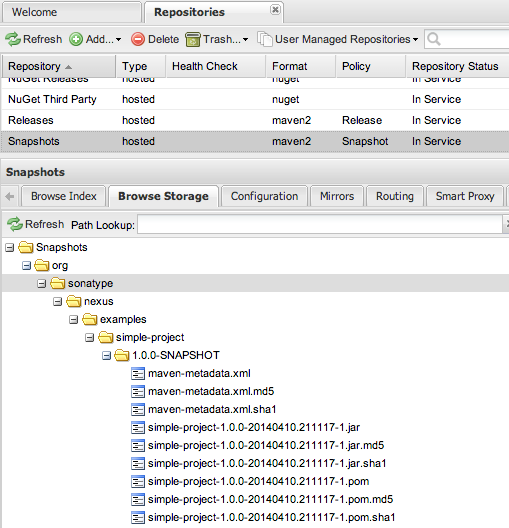 Welcome Repositories
Refresh Add... Delete Trash... User Managed Repositories
Repository Type Health Check Format Policy Repository Status
NuGet Releases hosted nuget In Service
NuGet Third Party hosted nuget In Service
Releases hosted maven2 Release In Service
Snapshots hosted maven2 Snapshot In Service
Snapshots
Browse Index Browse Storage Configuration Mirrors Routing Smart Proxy
Refresh Path Lookup:
Snapshots
org
sonatype
nexus
examples
simple-project
1.0.0-SNAPSHOT
maven-metadata.xml
maven-metadata.xml.md5
maven-metadata.xml.sha1
simple-project-1.0.0-20140410.211117-1.jar
simple-project-1.0.0-20140410.211117-1.jar.md5
simple-project-1.0.0-20140410.211117-1.jar.sha1
simple-project-1.0.0-20140410.211117-1.pom
simple-project-1.0.0-20140410.211117-1.pom.md5
simple-project-1.0.0-20140410.211117-1.pom.sha1